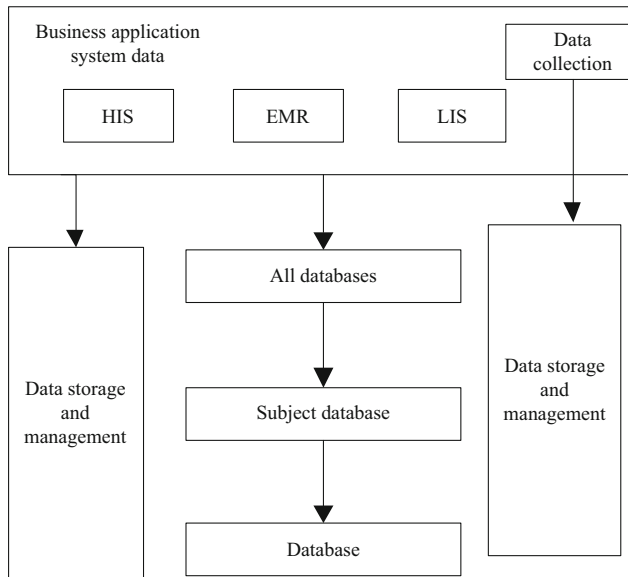 Business application
system data
Data
collection
HIS
EMR
LIS
All databases
Data storage
and
management
Subject database
Data storage
and
management
Database